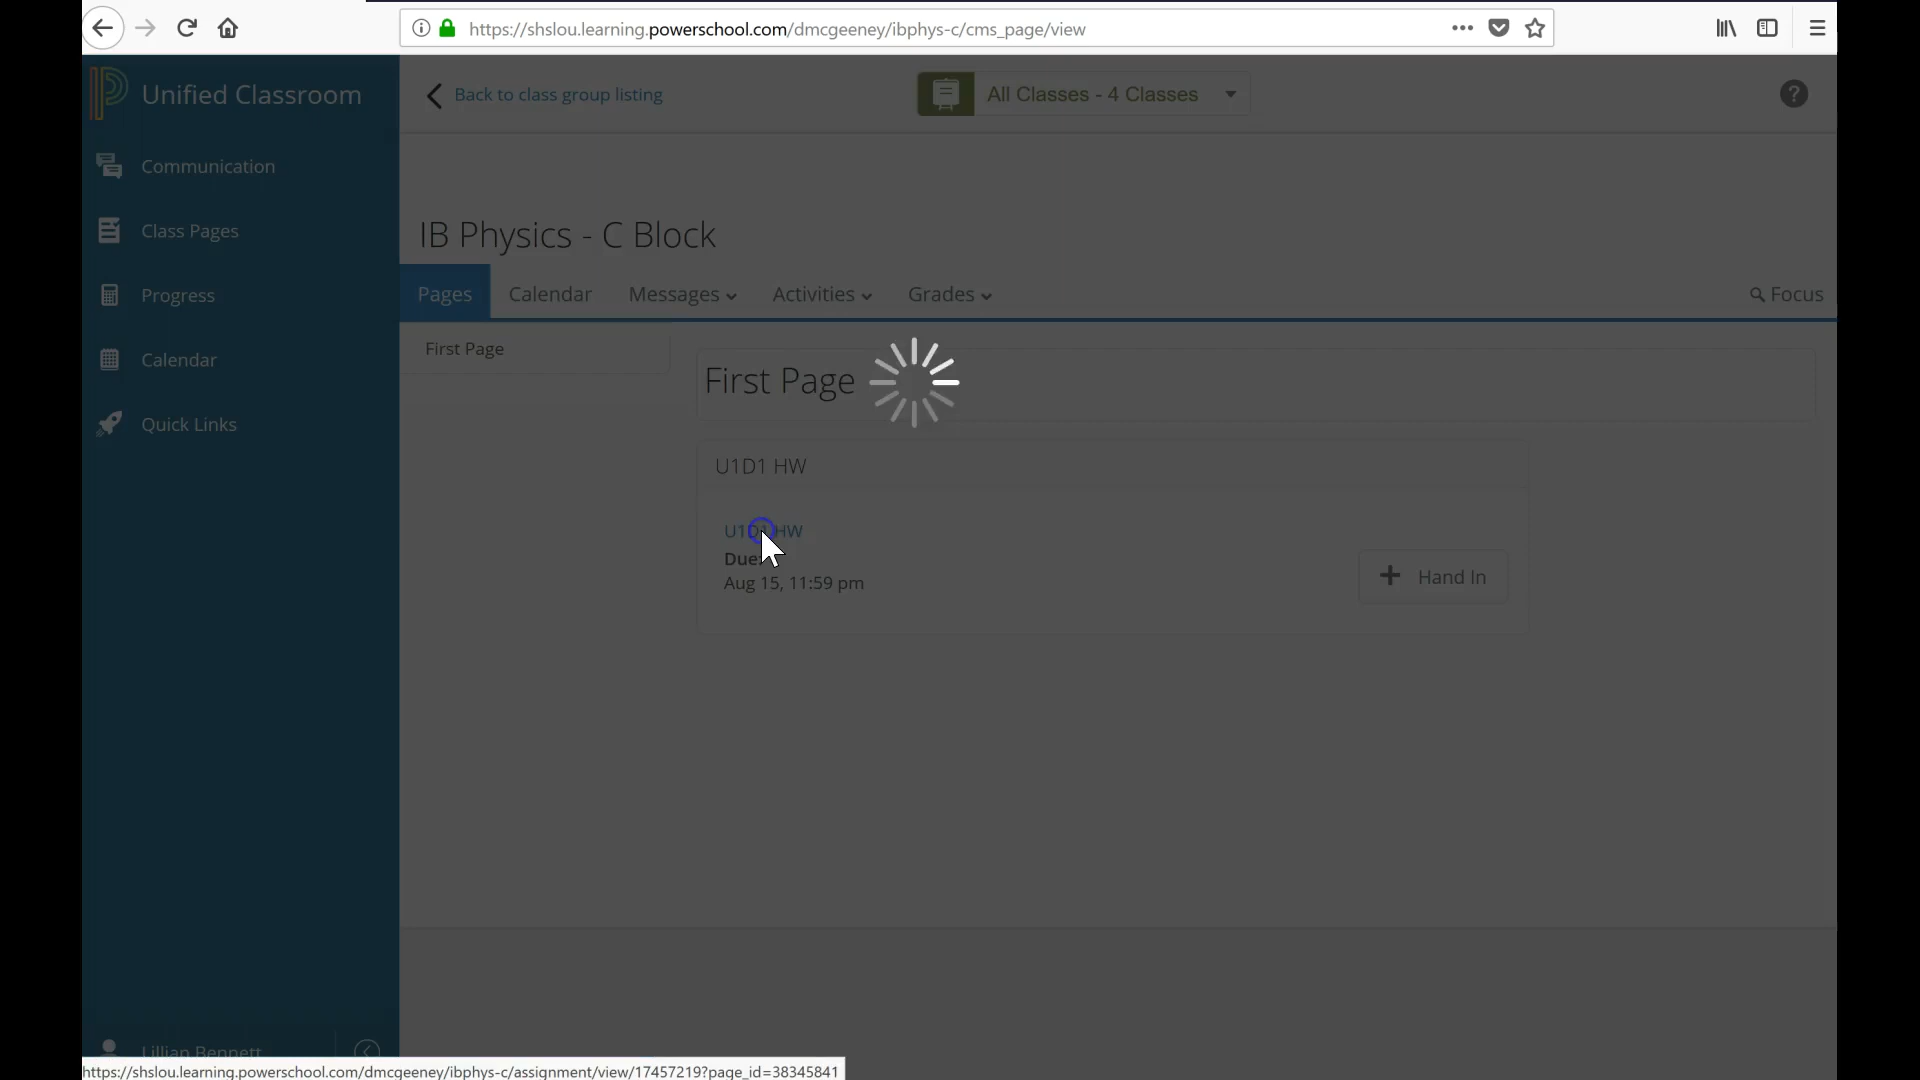 https://shslou.learning.powerschool.com/dmcgeeney/ibphys-c/cms_page/view
Unified Classroom
Back to class group listing
All Classes - 4 Classes
?
Communication
Class Pages
Progress
Calendar
Quick Links
IB Physics - C Block
Pages
Calendar
Messages
Activities
Grades
Focus
First Page
First Page
U1D1 HW
U1D1 HW
Due:
Aug 15, 11:59 pm
+ Hand In
Lillian Bennett
https://shslou.learning.powerschool.com/dmcgeeney/ibphys-c/assignment/view/17457219?page_id=38345841